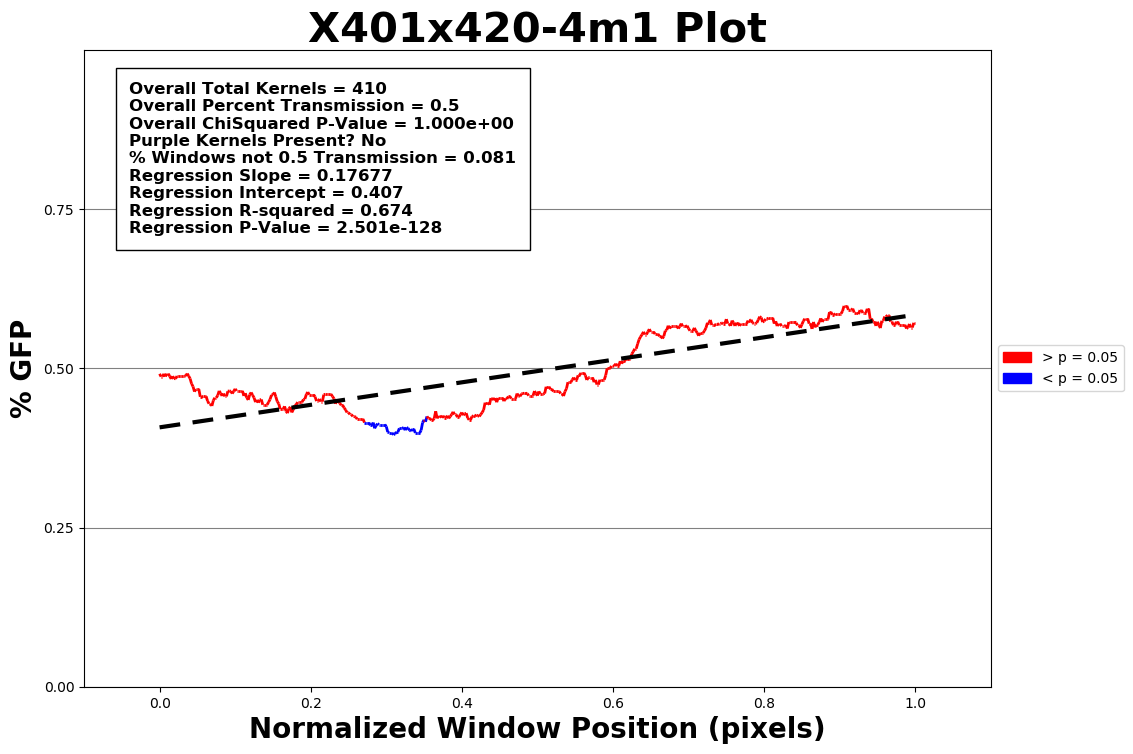 X401x420-4m1 Plot
Overall Total Kernels = 410
Overall Percent Transmission = 0.5
Overall ChiSquared P-Value = 1.000e+00
Purple Kernels Present? No
% Windows not 0.5 Transmission = 0.081
Regression Slope = 0.17677
Regression Intercept = 0.407
Regression R-squared = 0.674
Regression P-Value = 2.501e-128
% GFP
0.75
0.50
0.25
0.00
> p = 0.05
< p = 0.05
0.0 0.2 0.4 0.6 0.8 1.0
Normalized Window Position (pixels)